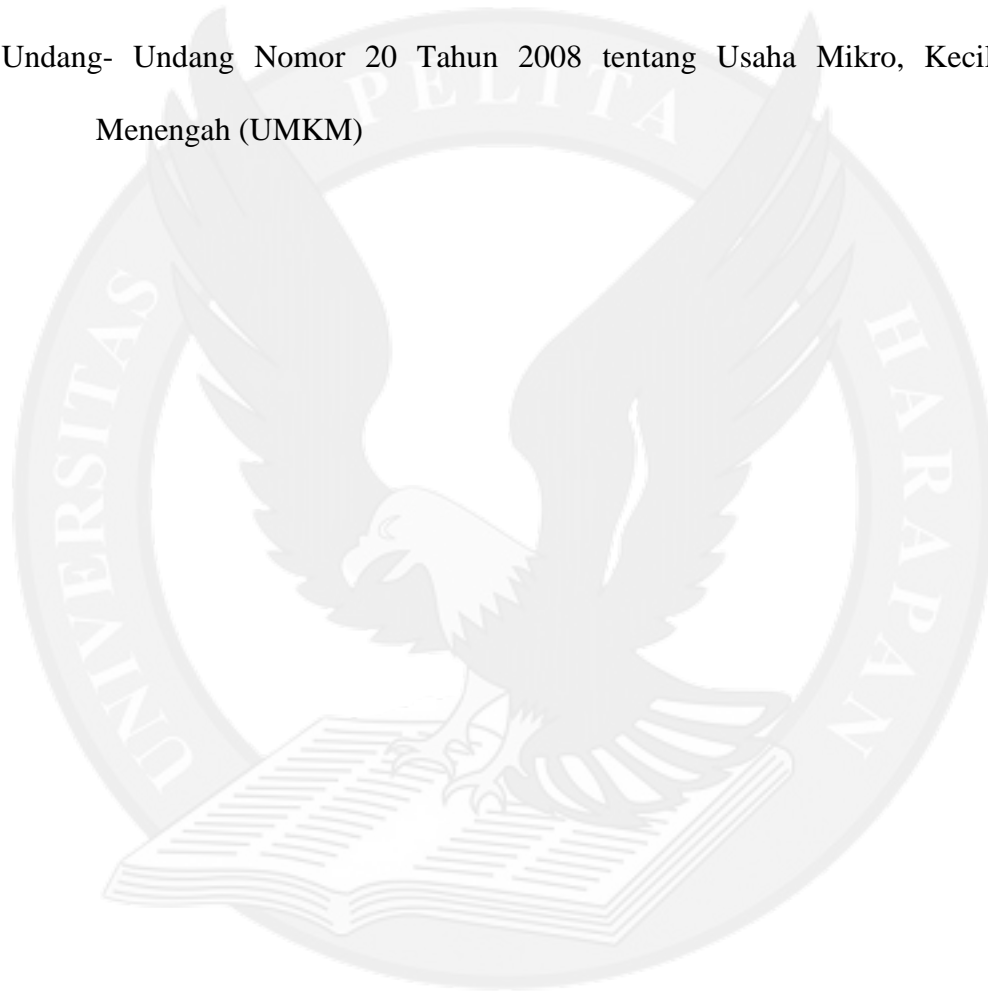 Undang- Undang Nomor 20 Tahun 2008 tentang Usaha Mikro, Kecil
Menengah (UMKM)
UNIVERSITAS PELITA HARAPAN